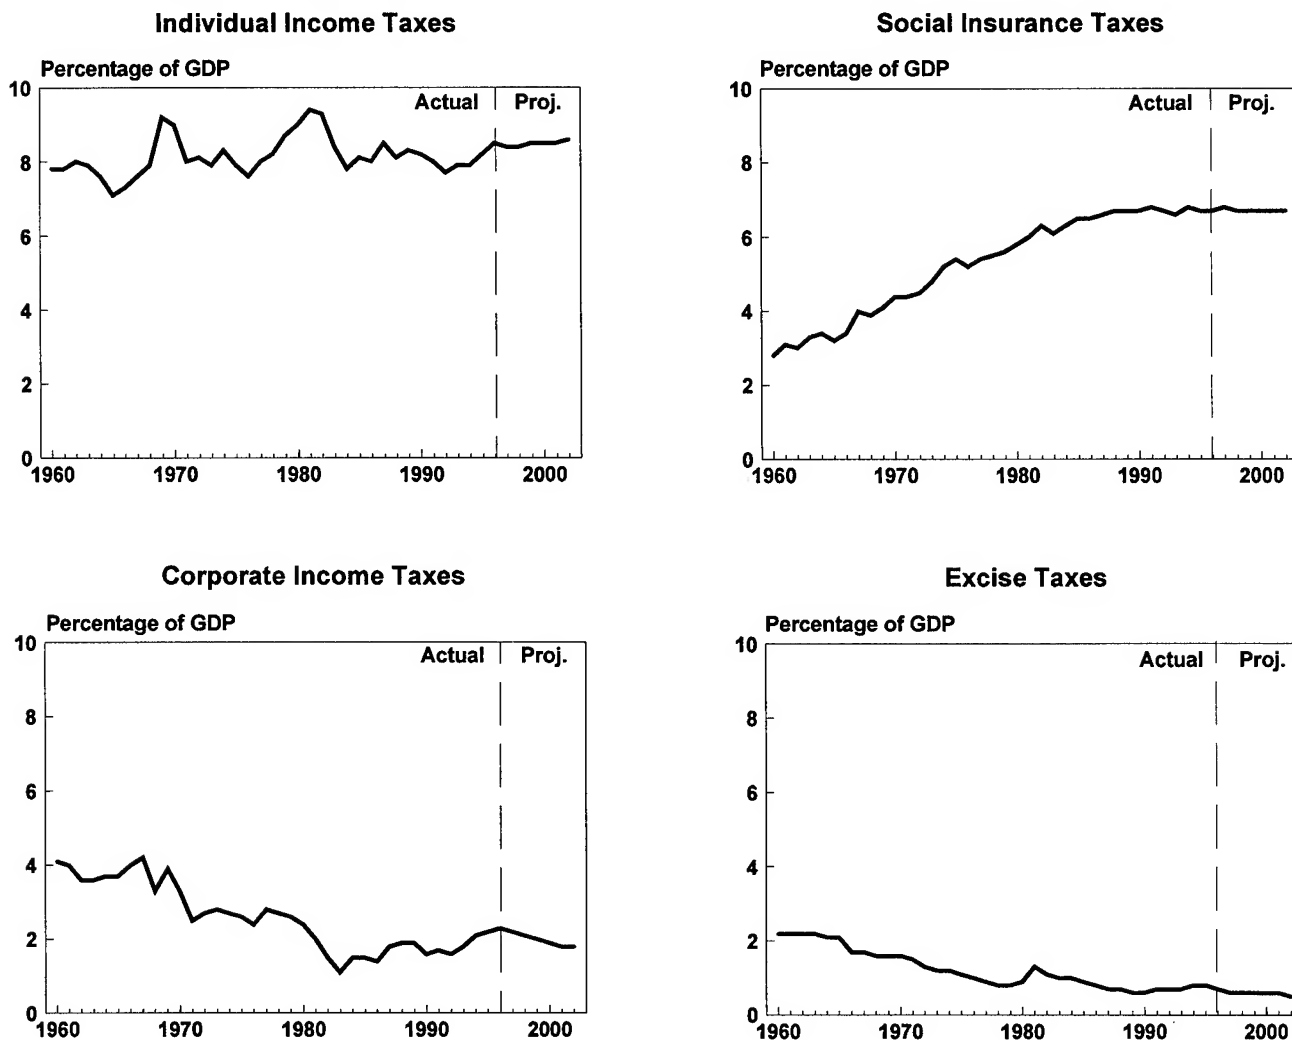 Individual Income Taxes
Percentage of GDP
Actual
Proj.
10
8
6
4
2
0
1960
1970
1980
1990
2000
Social Insurance Taxes
Percentage of GDP
Actual
Proj.
10
8
6
4
2
0
1960
1970
1980
1990
2000
Corporate Income Taxes
Percentage of GDP
Actual
Proj.
10
8
6
4
2
0
1960
1970
1980
1990
2000
Excise Taxes
Percentage of GDP
Actual
Proj.
10
8
6
4
2
0
1960
1970
1980
1990
2000